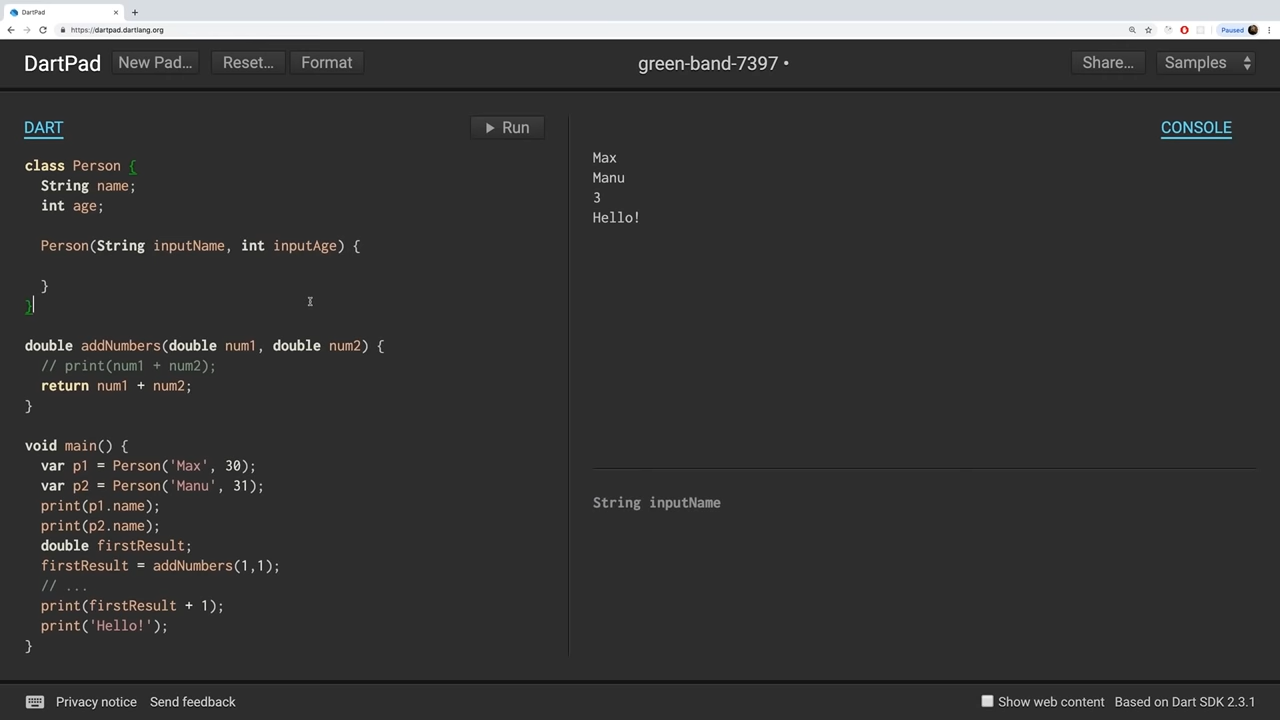 DartPad
https://dartpad.dartlang.org
Paused
DartPad
New Pad...
Reset...
Format
green-band-7397 •
Share...
Samples
DART
Run
CONSOLE
class Person {
  String name;
  int age;
  Person(String inputName, int inputAge) {
  }
}
double addNumbers(double num1, double num2) {
  // print(num1 + num2);
  return num1 + num2;
}
void main() {
  var p1 = Person('Max', 30);
  var p2 = Person('Manu', 31);
  print(p1.name);
  print(p2.name);
  double firstResult;
  firstResult = addNumbers(1,1);
  // ...
  print(firstResult + 1);
  print('Hello!');
}
Max
Manu
3
Hello!
String inputName
Privacy notice
Send feedback
Show web content
Based on Dart SDK 2.3.1